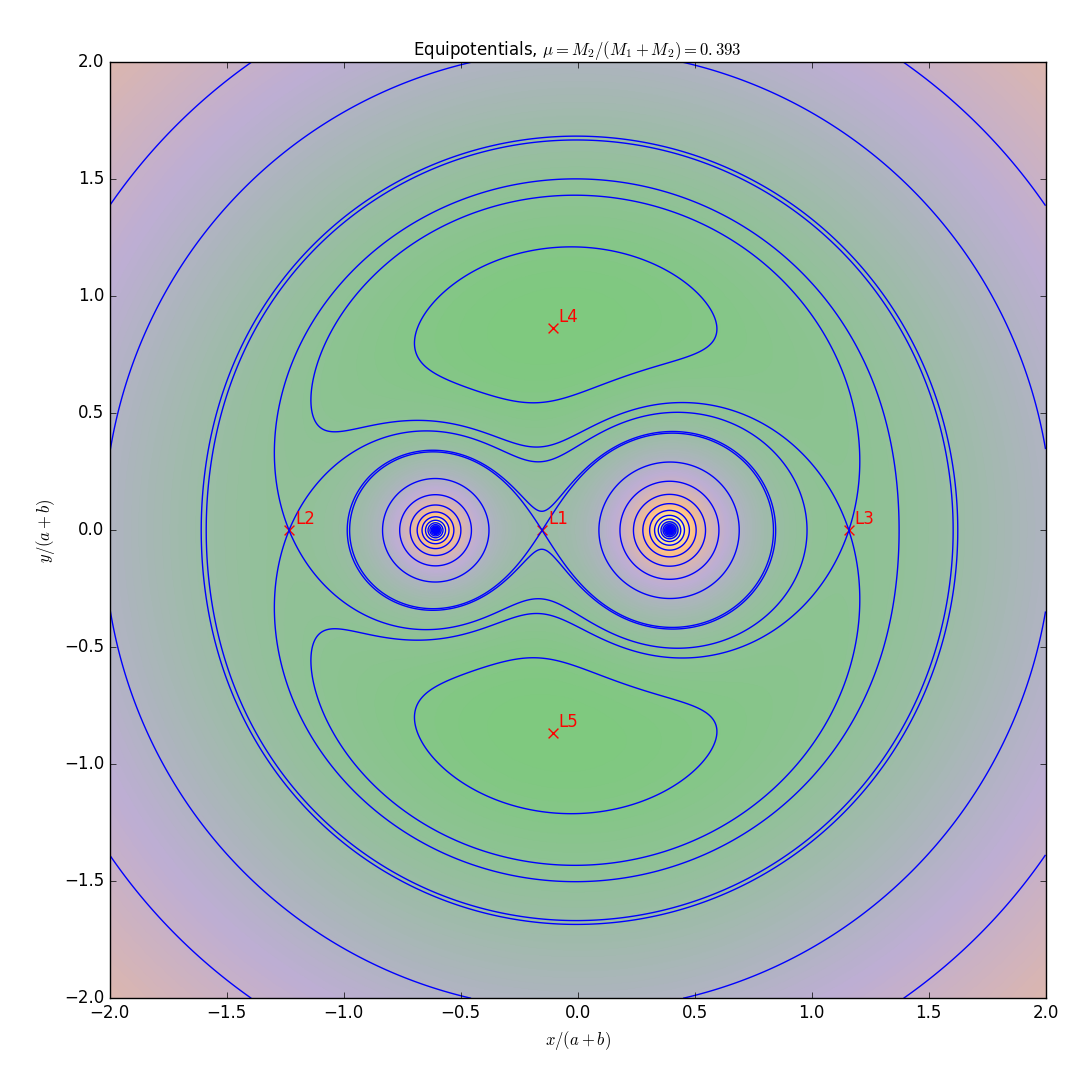 Equipotentials, μ = M₂/(M₁ + M₂) = 0.393
2.0
1.5
1.0
0.5
0.0
−0.5
−1.0
−1.5
−2.0
y/(a + b)
L4
L2
L1
L3
L5
−2.0 −1.5 −1.0 −0.5 0.0 0.5 1.0 1.5 2.0
x/(a + b)